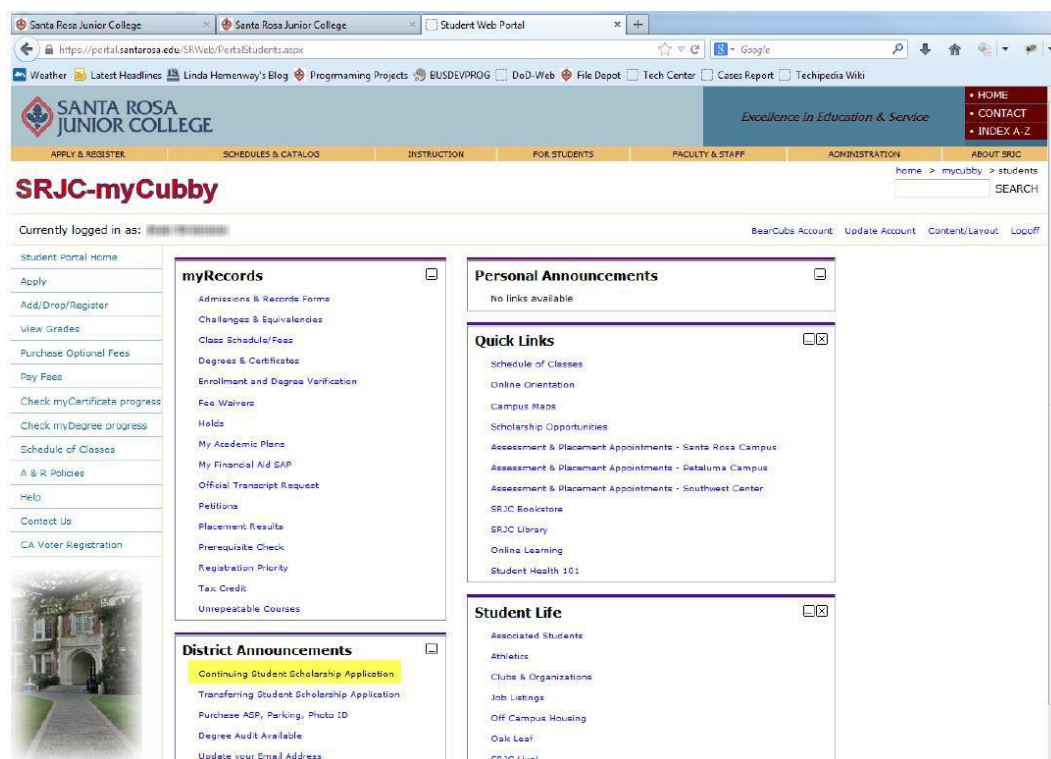 Santa Rosa Junior College
Santa Rosa Junior College
Student Web Portal
https://portal.santarosa.edu/SRWeb/PortalStudents.aspx
Google
Weather Latest Headlines Linda Hemenway's Blog Progrmaming Projects BUSDEVPROG DoD-Web File Depot Tech Center Cases Report Techipedia Wiki
SANTA ROSA
JUNIOR COLLEGE
Excellence in Education & Service
• HOME
• CONTACT
• INDEX A-Z
APPLY & REGISTER SCHEDULES & CATALOG INSTRUCTION FOR STUDENTS FACULTY & STAFF ADMINISTRATION ABOUT SRJC
SRJC-myCubby
home > mycubby > students
SEARCH
Currently logged in as:
BearCubs Account Update Account Content/Layout Logoff
Student Portal Home
Apply
Add/Drop/Register
View Grades
Purchase Optional Fees
Pay Fees
Check myCertificate progress
Check myDegree progress
Schedule of Classes
A & R Policies
Help
Contact Us
CA Voter Registration
myRecords
Admissions & Records Forms
Challenges & Equivalencies
Class Schedule/Fees
Degrees & Certificates
Enrollment and Degree Verification
Fee Waivers
Holds
My Academic Plans
My Financial Aid SAP
Official Transcript Request
Petitions
Placement Results
Prerequisite Check
Registration Priority
Tax Credit
Unrepeatable Courses
District Announcements
Continuing Student Scholarship Application
Transferring Student Scholarship Application
Purchase ASP, Parking, Photo ID
Degree Audit Available
Update your Email Address
Personal Announcements
No links available
Quick Links
Schedule of Classes
Online Orientation
Campus Maps
Scholarship Opportunities
Assessment & Placement Appointments - Santa Rosa Campus
Assessment & Placement Appointments - Petaluma Campus
Assessment & Placement Appointments - Southwest Center
SRJC Bookstore
SRJC Library
Online Learning
Student Health 101
Student Life
Associated Students
Athletics
Clubs & Organizations
Job Listings
Off Campus Housing
Oak Leaf